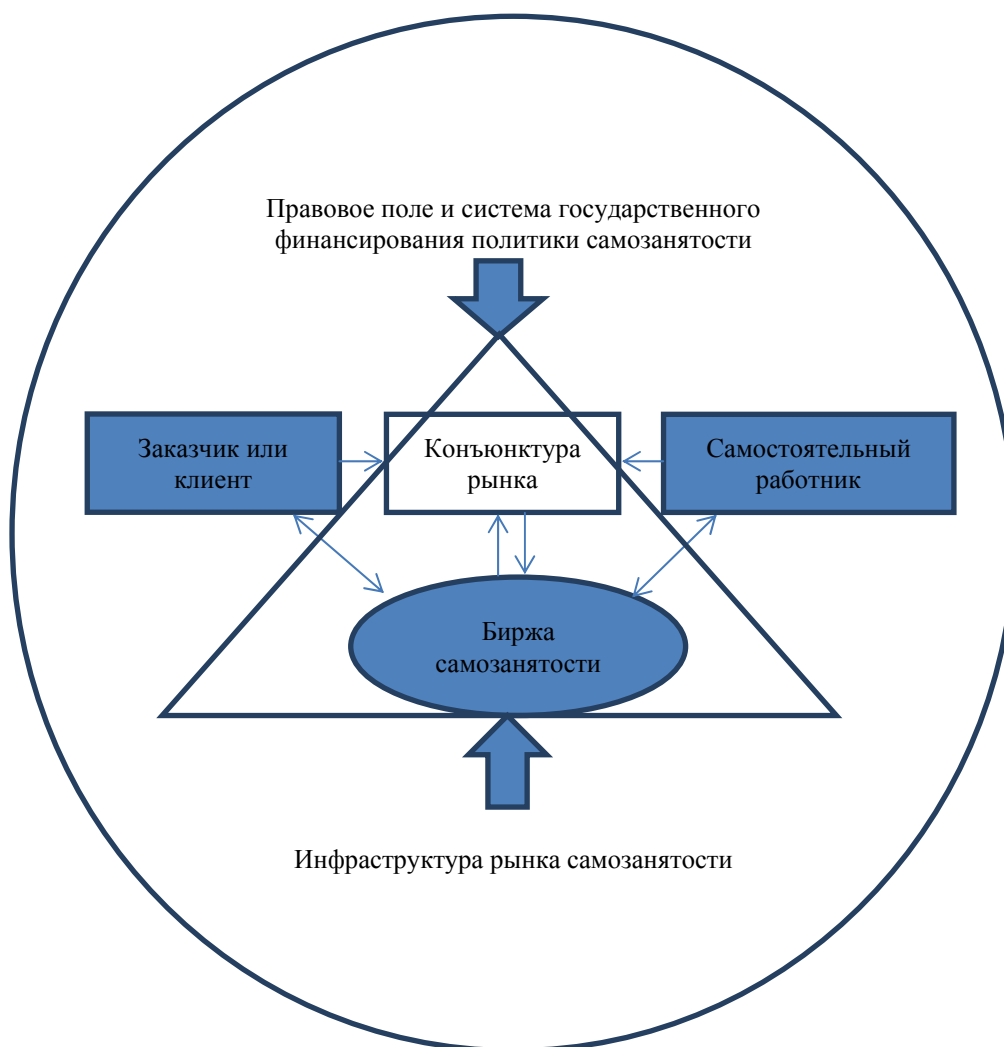 Правовое поле и система государственного
финансирования политики самозанятости
Заказчик или
клиент
Конъюнктура
рынка
Самостоятельный
работник
Биржа
самозанятости
Инфраструктура рынка самозанятости